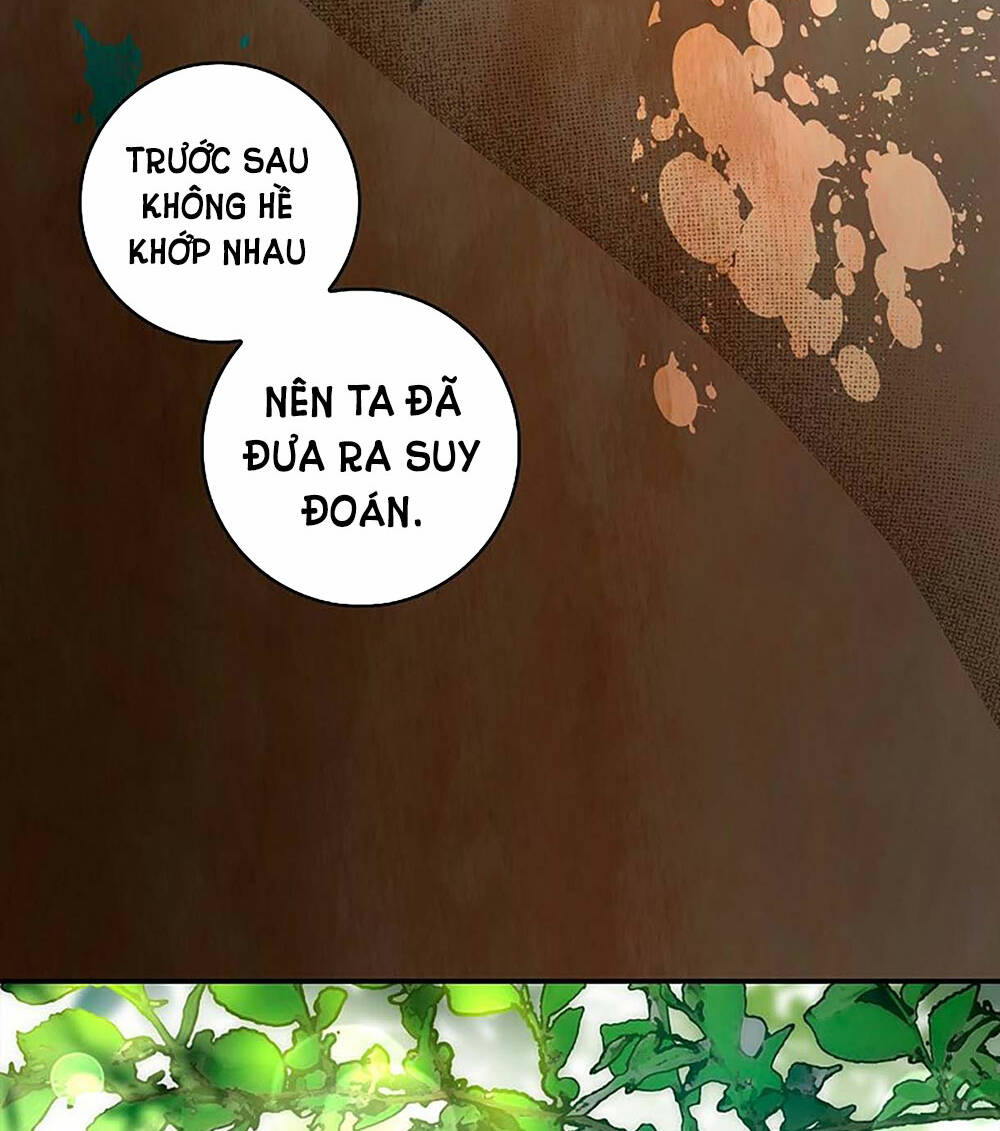 TRƯỚC SAU
KHÔNG HỀ
KHỚP NHAU
NÊN TA ĐÃ
ĐƯA RA SUY
ĐOÁN.